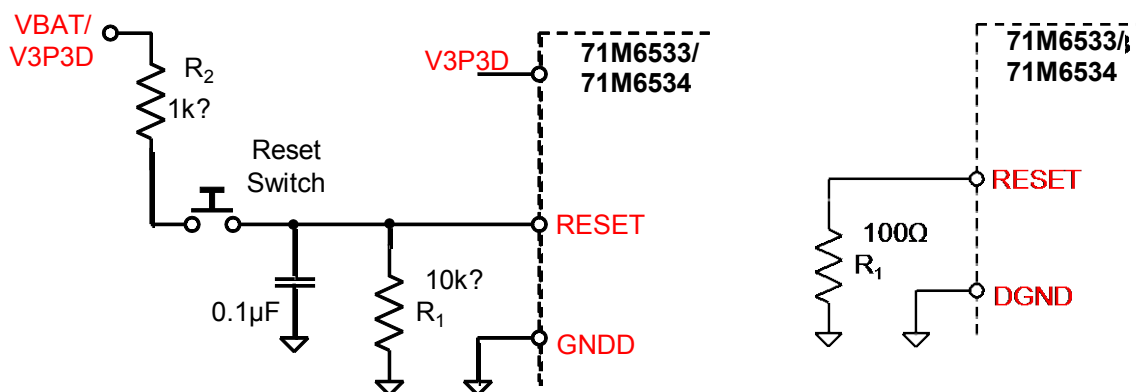 VBAT/
V3P3D
R2
1k?
Reset
Switch
0.1µF
10k?
R1
V3P3D
71M6533/
71M6534
RESET
GNDD
71M6533/
71M6534
RESET
100Ω
R1
DGND